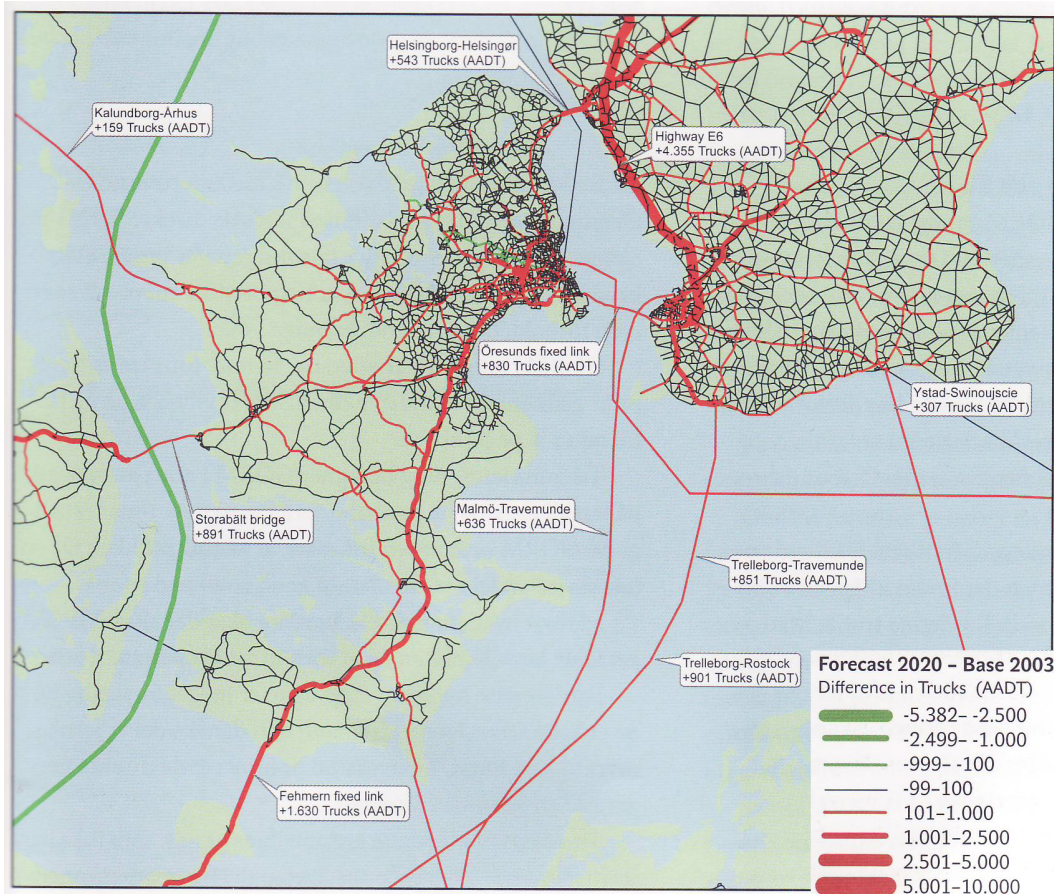 Helsingborg-Helsingør
+543 Trucks (AADT)
Kalundborg-Århus
+159 Trucks (AADT)
Highway E6
+4.355 Trucks (AADT)
Öresunds fixed link
+830 Trucks (AADT)
Ystad-Swinoujscie
+307 Trucks (AADT)
Storabält bridge
+891 Trucks (AADT)
Malmö-Travemunde
+636 Trucks (AADT)
Trelleborg-Travemunde
+851 Trucks (AADT)
Trelleborg-Rostock
+901 Trucks (AADT)
Fehmern fixed link
+1.630 Trucks (AADT)
Forecast 2020 – Base 2003
Difference in Trucks (AADT)
-5.382– -2.500
-2.499– -1.000
-999– -100
-99–100
101–1.000
1.001–2.500
2.501–5.000
5.001–10.000